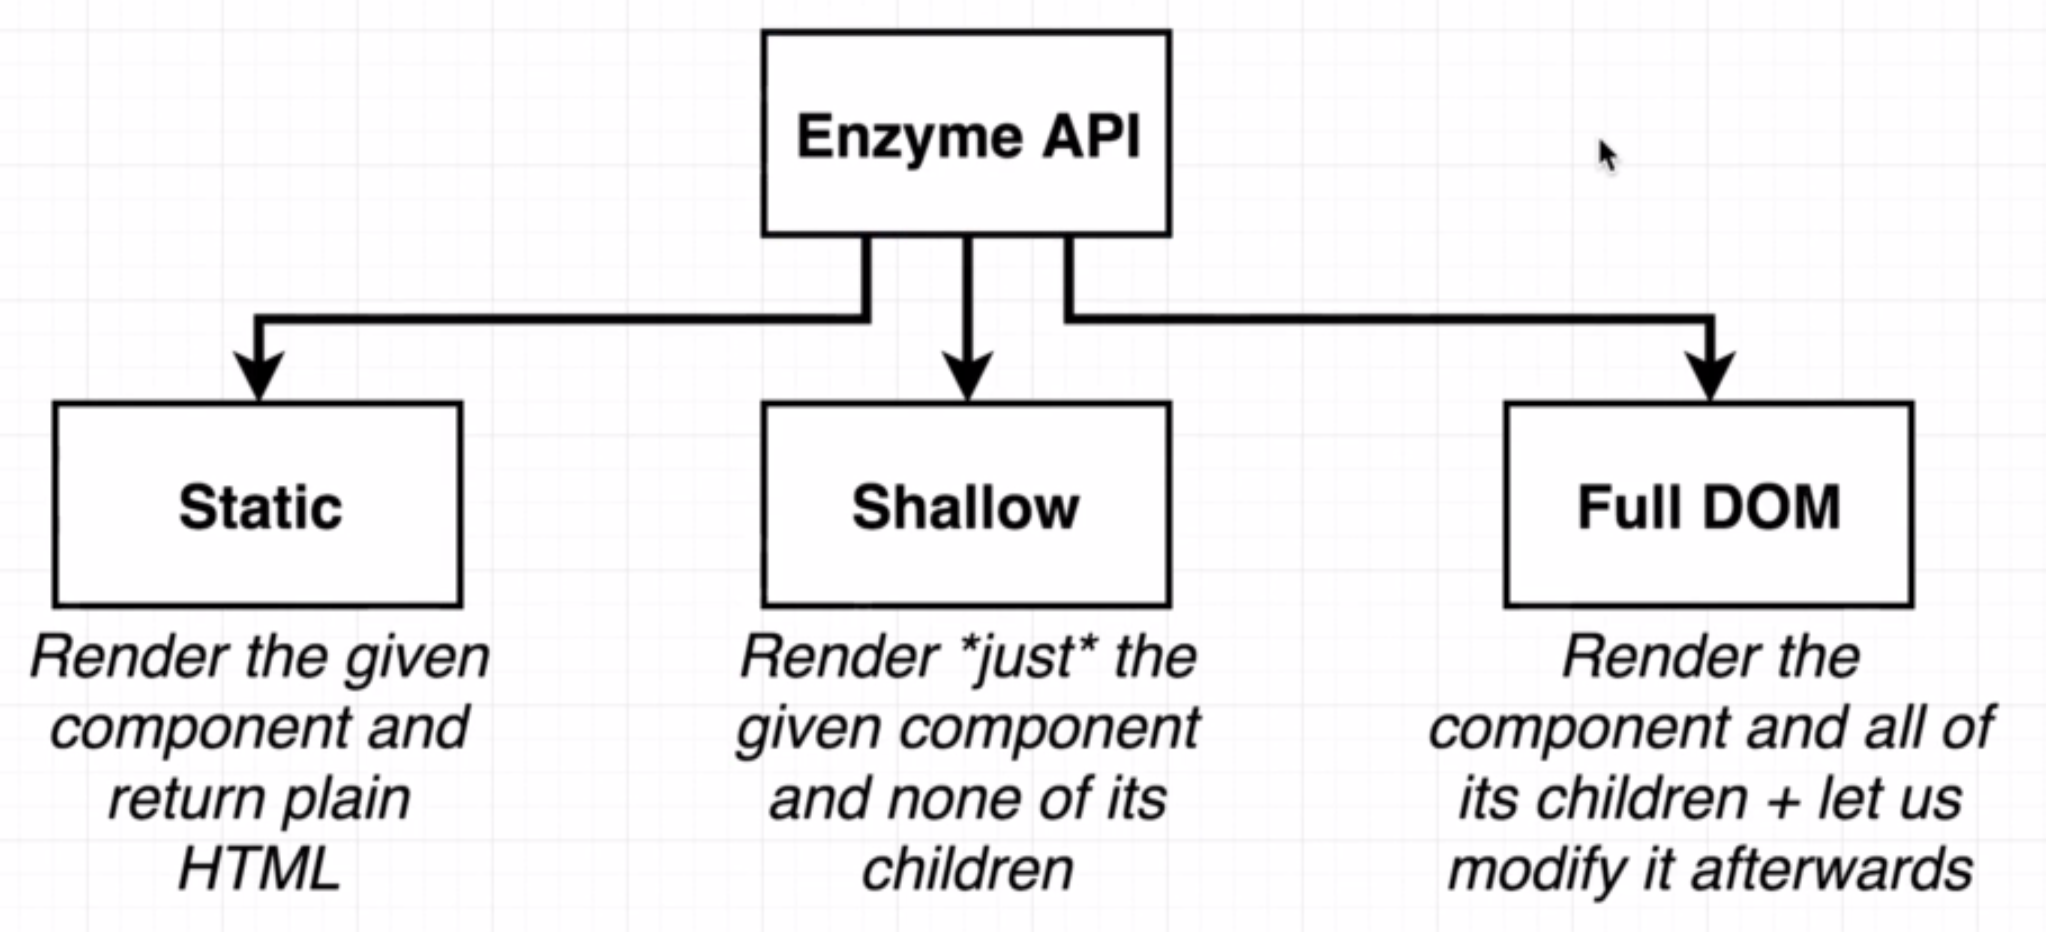 Enzyme API
Static
Render the given
component and
return plain
HTML
Shallow
Render *just* the
given component
and none of its
children
Full DOM
Render the
component and all of
its children + let us
modify it afterwards